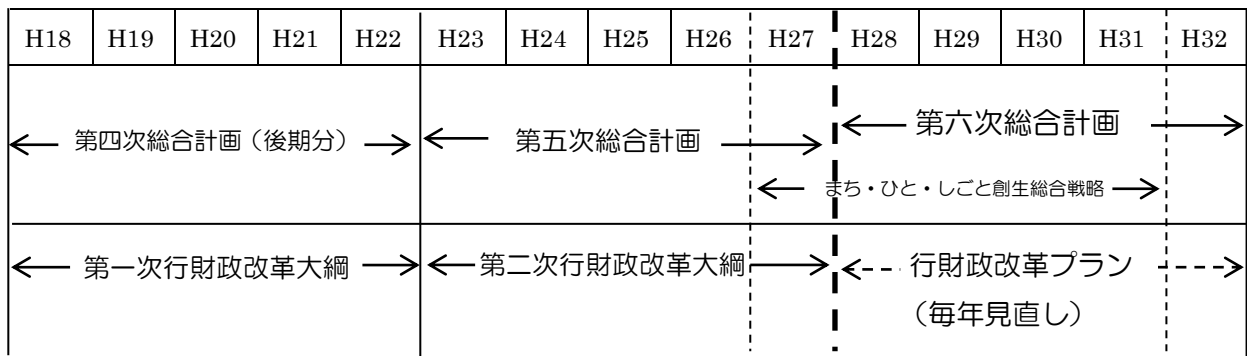 H18 H19 H20 H21 H22 H23 H24 H25 H26 H27 H28 H29 H30 H31 H32
第四次総合計画（後期分） 第五次総合計画 第六次総合計画
まち・ひと・しごと創生総合戦略
第一次行財政改革大綱 第二次行財政改革大綱 行財政改革プラン
（毎年見直し）